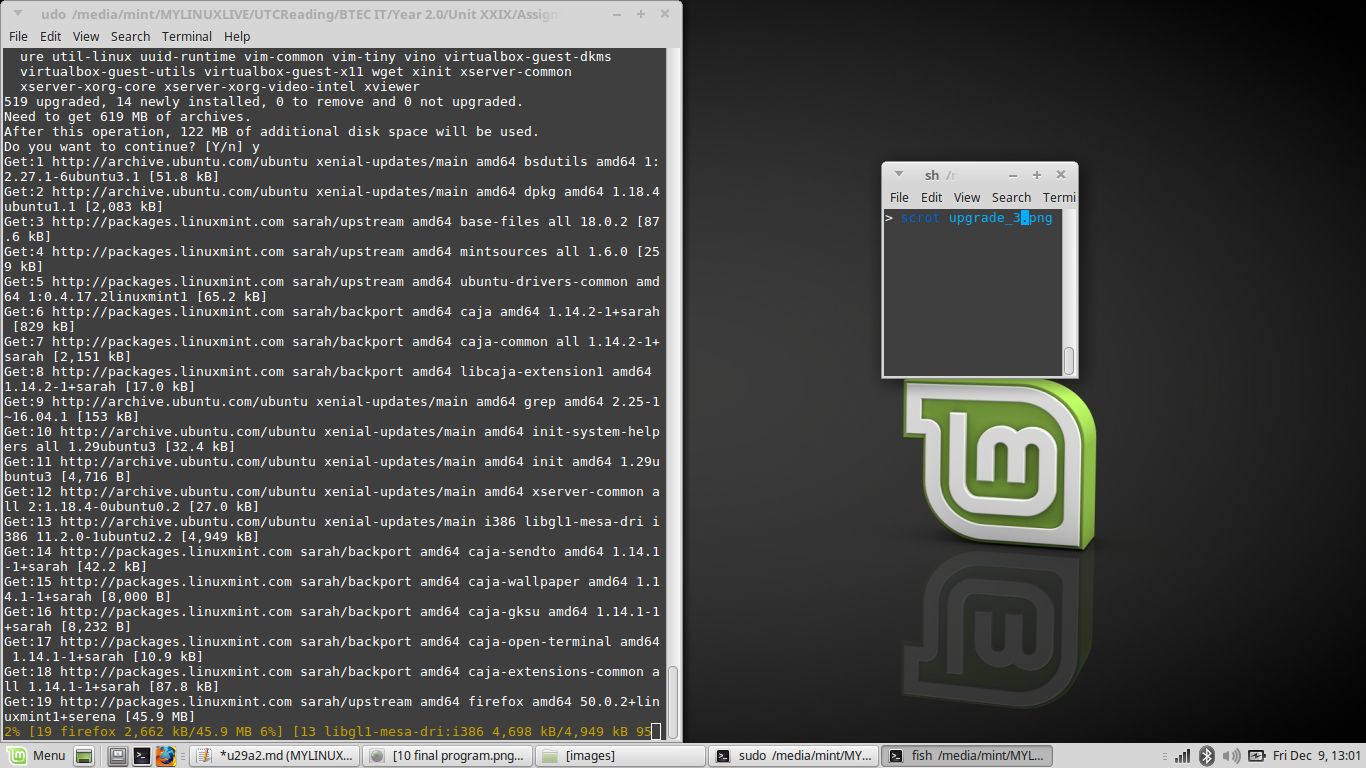 udo /media/mint/MYLINUXLIVE/UTCReading/BTEC IT/Year 2.0/Unit XXIX/Assign
File Edit View Search Terminal Help
ure util-linux uuid-runtime vim-common vim-tiny vino virtualbox-guest-dkms
virtualbox-guest-utils virtualbox-guest-x11 wget xinit xserver-common
xserver-xorg-core xserver-xorg-video-intel xviewer
519 upgraded, 14 newly installed, 0 to remove and 0 not upgraded.
Need to get 619 MB of archives.
After this operation, 122 MB of additional disk space will be used.
Do you want to continue? [Y/n] y
Get:1 http://archive.ubuntu.com/ubuntu xenial-updates/main amd64 bsdutils amd64 1:
2.27.1-6ubuntu3.1 [51.8 kB]
Get:2 http://archive.ubuntu.com/ubuntu xenial-updates/main amd64 dpkg amd64 1.18.4
ubuntu1.1 [2,083 kB]
Get:3 http://packages.linuxmint.com sarah/upstream amd64 base-files all 18.0.2 [87
.6 kB]
Get:4 http://packages.linuxmint.com sarah/upstream amd64 mintsources all 1.6.0 [25
9 kB]
Get:5 http://packages.linuxmint.com sarah/upstream amd64 ubuntu-drivers-common amd
64 1:0.4.17.2linuxmint1 [65.2 kB]
Get:6 http://packages.linuxmint.com sarah/backport amd64 caja amd64 1.14.2-1+sarah
[829 kB]
Get:7 http://packages.linuxmint.com sarah/backport amd64 caja-common all 1.14.2-1+
sarah [2,151 kB]
Get:8 http://packages.linuxmint.com sarah/backport amd64 libcaja-extension1 amd64
1.14.2-1+sarah [17.0 kB]
Get:9 http://archive.ubuntu.com/ubuntu xenial-updates/main amd64 grep amd64 2.25-1
~16.04.1 [153 kB]
Get:10 http://archive.ubuntu.com/ubuntu xenial-updates/main amd64 init-system-help
ers all 1.29ubuntu3 [32.4 kB]
Get:11 http://archive.ubuntu.com/ubuntu xenial-updates/main amd64 init amd64 1.29u
buntu3 [4,716 B]
Get:12 http://archive.ubuntu.com/ubuntu xenial-updates/main amd64 xserver-common a
ll 2:1.18.4-0ubuntu0.2 [27.0 kB]
Get:13 http://archive.ubuntu.com/ubuntu xenial-updates/main i386 libgl1-mesa-dri i
386 11.2.0-1ubuntu2.2 [4,949 kB]
Get:14 http://packages.linuxmint.com sarah/backport amd64 caja-sendto amd64 1.14.1
-1+sarah [42.2 kB]
Get:15 http://packages.linuxmint.com sarah/backport amd64 caja-wallpaper amd64 1.1
4.1-1+sarah [8,000 B]
Get:16 http://packages.linuxmint.com sarah/backport amd64 caja-gksu amd64 1.14.1-1
+sarah [8,232 B]
Get:17 http://packages.linuxmint.com sarah/backport amd64 caja-open-terminal amd64
1.14.1-1+sarah [10.9 kB]
Get:18 http://packages.linuxmint.com sarah/backport amd64 caja-extensions-common a
ll 1.14.1-1+sarah [87.8 kB]
Get:19 http://packages.linuxmint.com sarah/upstream amd64 firefox amd64 50.0.2+lin
uxmint1+serena [45.9 MB]
2% [19 firefox 2,662 kB/45.9 MB 6%] [13 libgl1-mesa-dri:i386 4,698 kB/4,949 kB 95
sh /r
File Edit View Search Termi
> scrot upgrade_3.png
Menu
*u29a2.md (MYLINUX...
[10 final program.png...
[images]
sudo /media/mint/MY...
fish /media/mint/MYL...
Fri Dec 9, 13:01